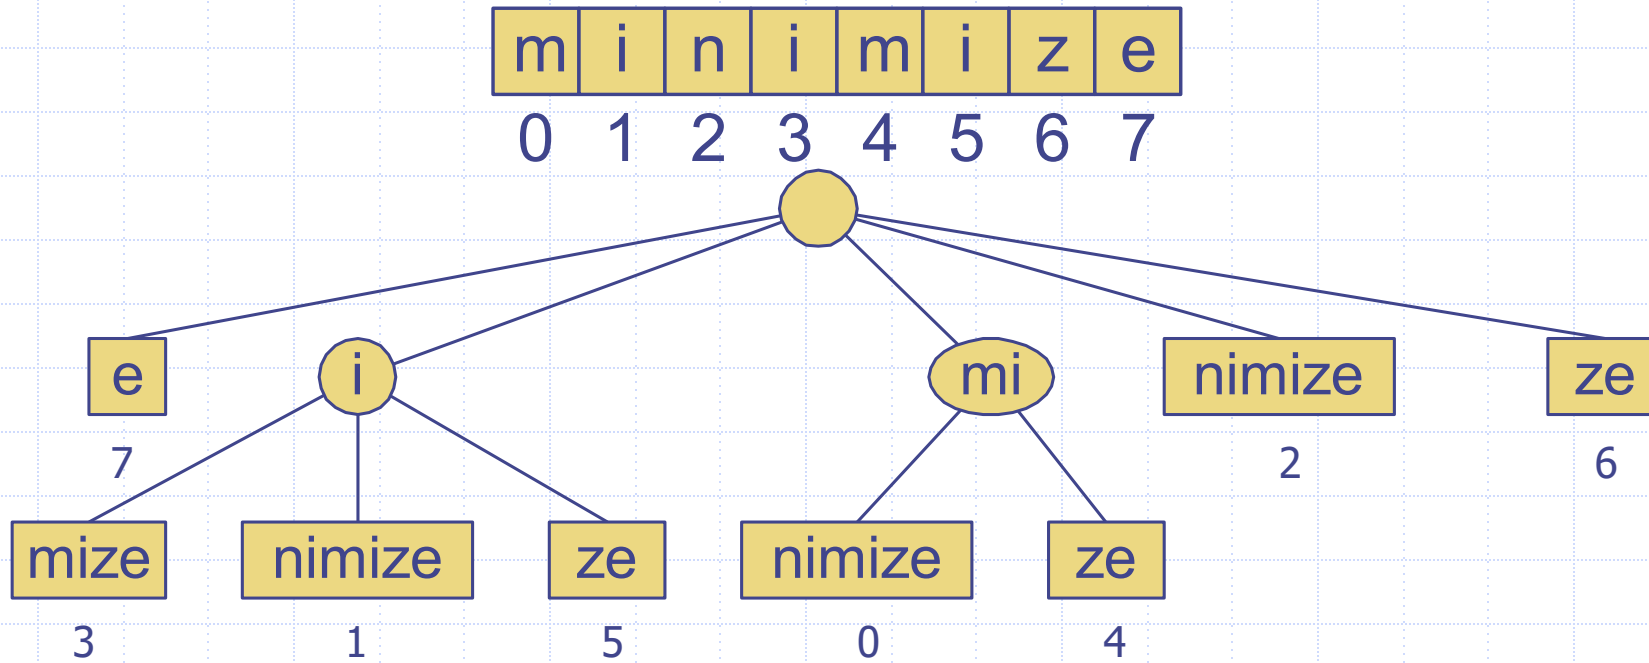 m i n i m i z e
0 1 2 3 4 5 6 7
e i mi nimize ze
7 2 6
mize nimize ze nimize ze
3 1 5 0 4